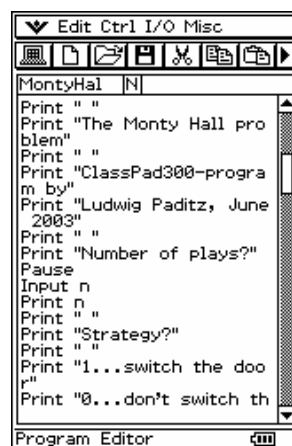 Edit Ctrl I/O Misc
MontyHal N
Print " "
Print "The Monty Hall pro
blem"
Print " "
Print "ClassPad300-progra
m by"
Print "Ludwig Paditz, June
 2003"
Print " "
Print "Number of plays?"
Pause
Input n
Print n
Print " "
Print "Strategy?"
Print " "
Print "1...switch the doo
r"
Print "0...don't switch th
Program Editor